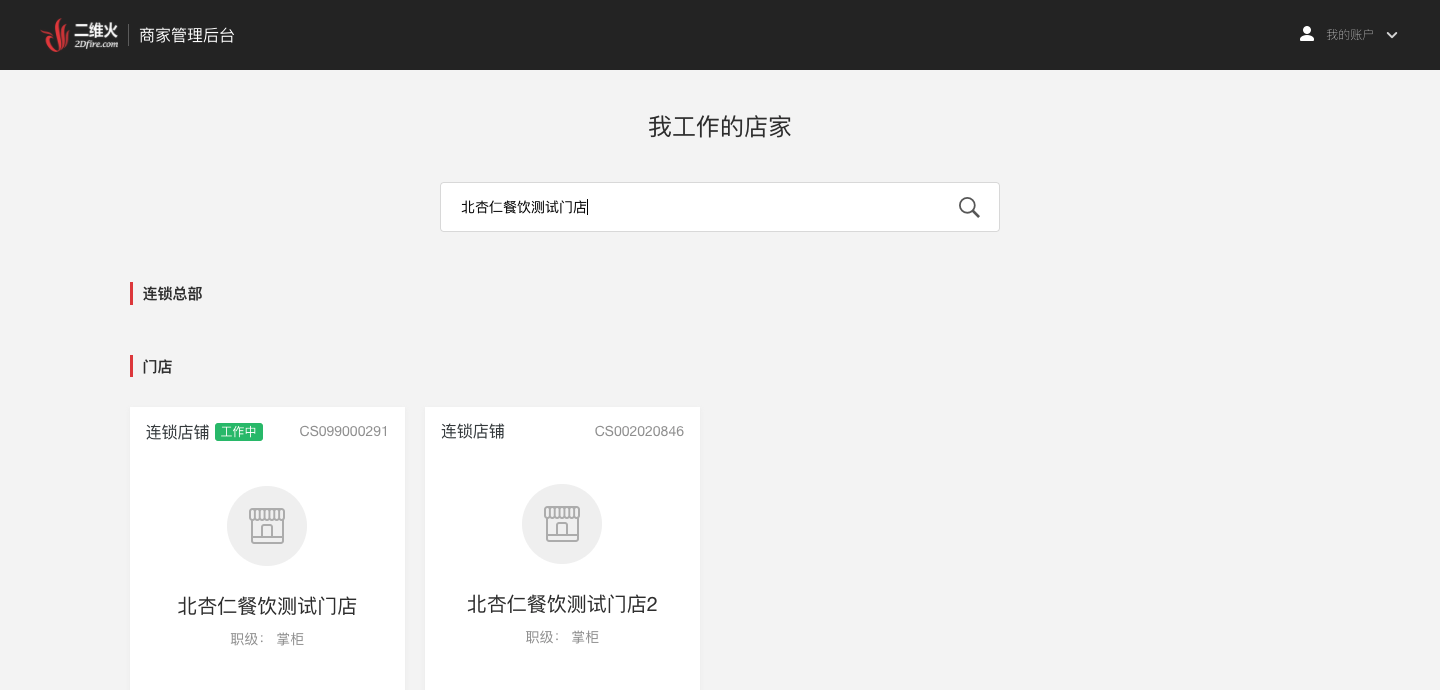 二维火
2Dfire.com
商家管理后台
我的账户
我工作的店家
北杏仁餐饮测试门店
连锁总部
门店
连锁店铺 工作中 CS099000291
北杏仁餐饮测试门店
职级： 掌柜
连锁店铺 CS002020846
北杏仁餐饮测试门店2
职级： 掌柜